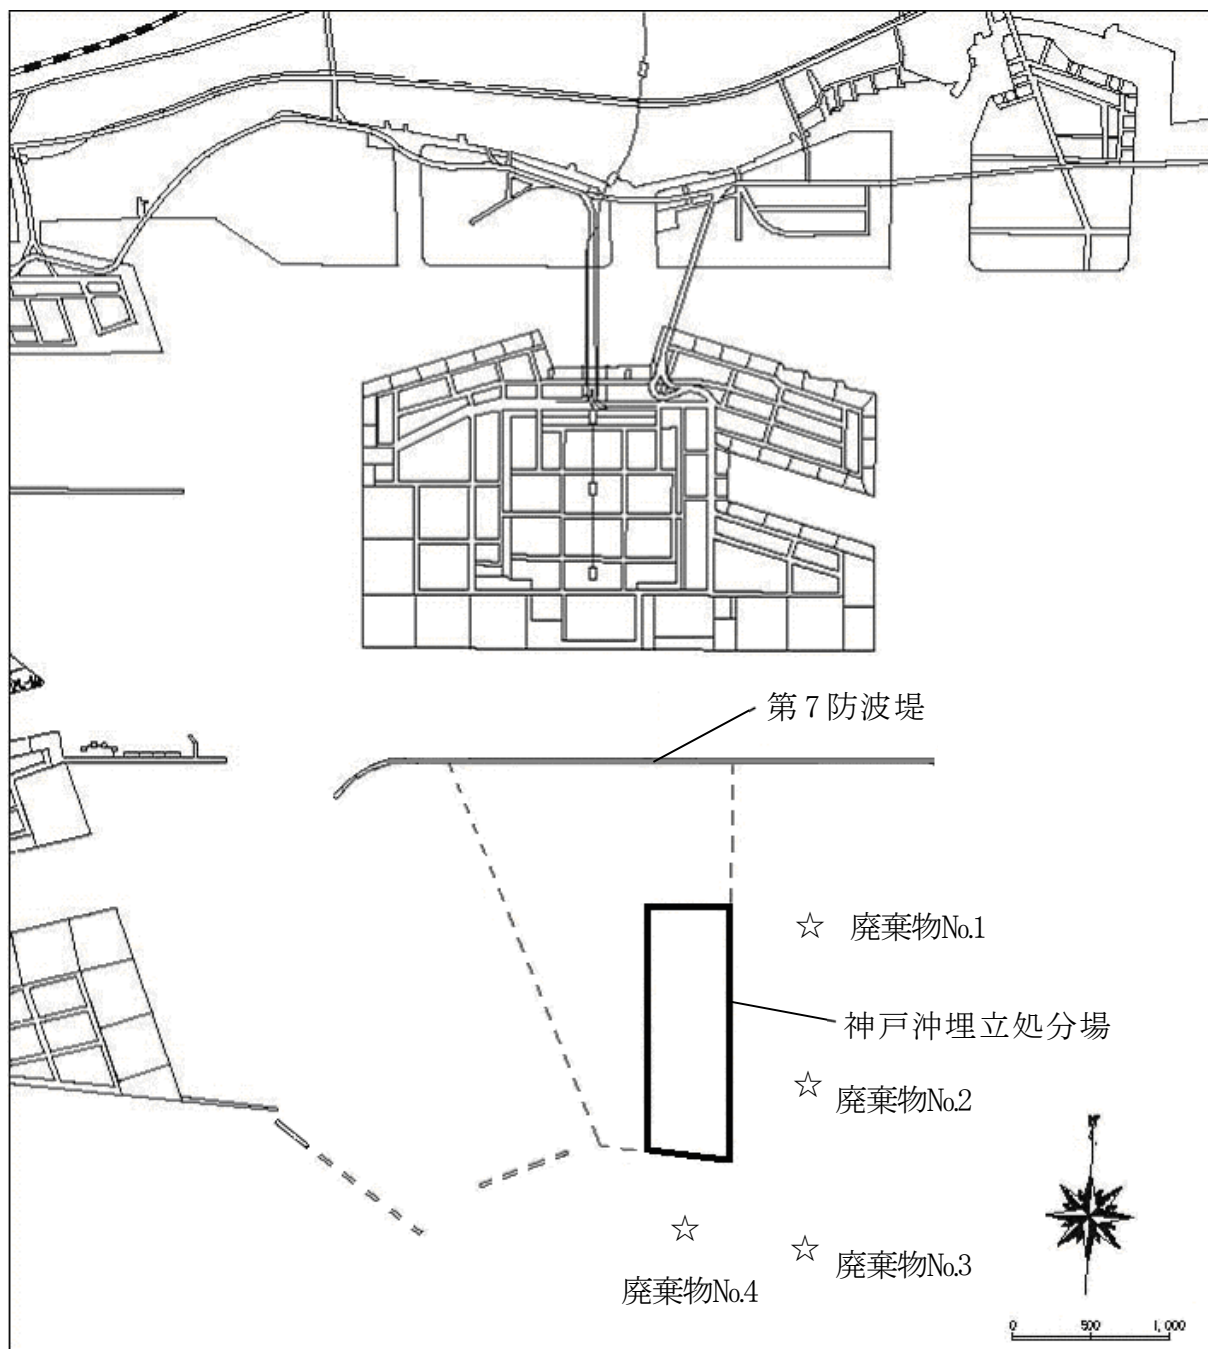 第7防波堤
☆ 廃棄物№1
神戸沖埋立処分場
☆ 廃棄物№2
☆
☆ 廃棄物№3
廃棄物№4
0 500 1,000